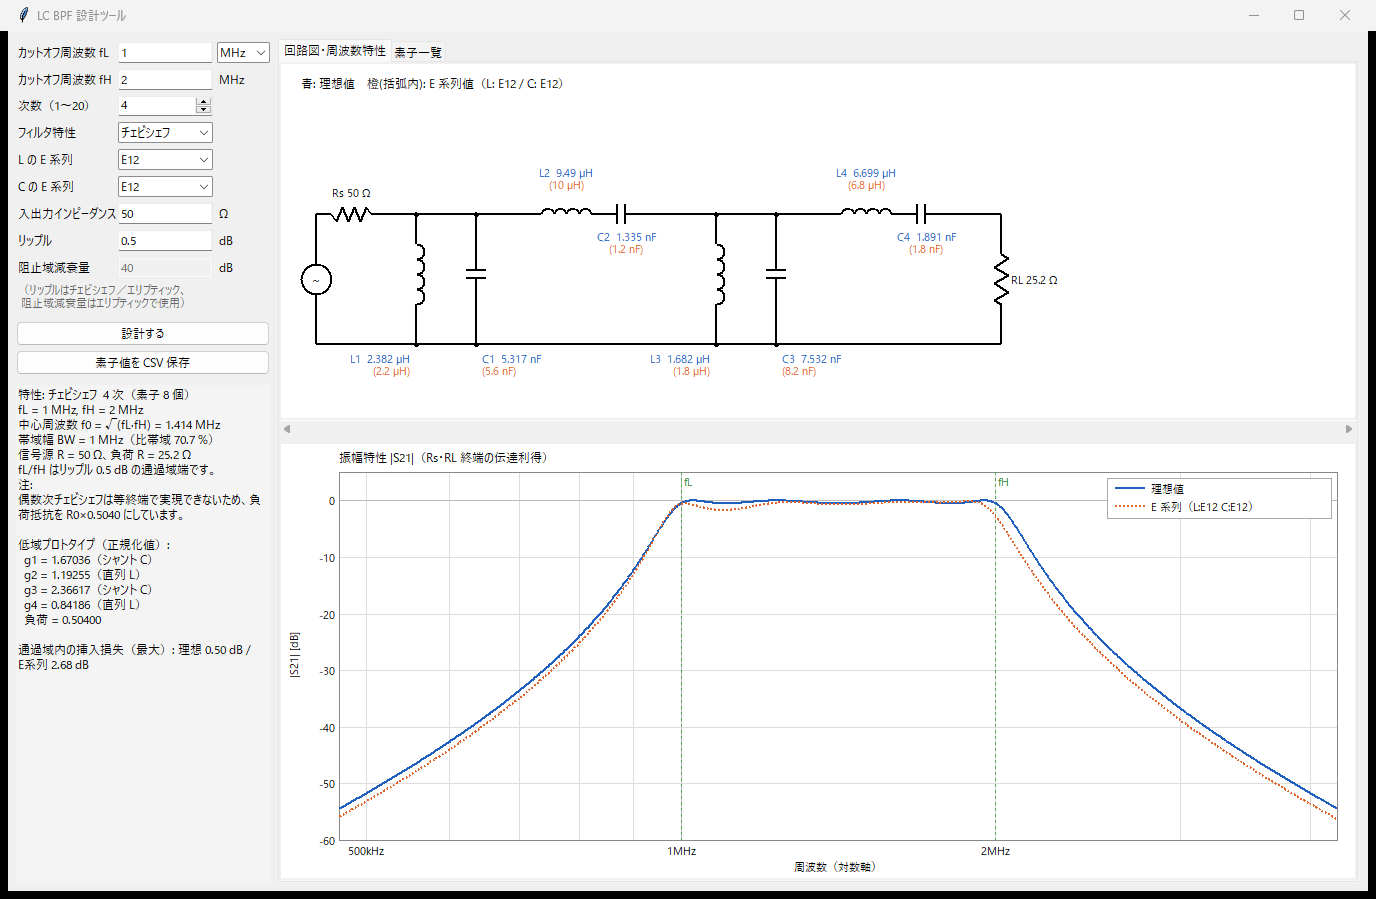 LC BPF 設計ツール
カットオフ周波数 fL 1 MHz
カットオフ周波数 fH 2 MHz
次数（1～20） 4
フィルタ特性 チェビシェフ
L の E 系列 E12
C の E 系列 E12
入出力インピーダンス 50 Ω
リップル 0.5 dB
阻止域減衰量 40 dB
（リップルはチェビシェフ／エリプティック、
阻止域減衰量はエリプティックで使用）
設計する
素子値を CSV 保存
特性: チェビシェフ 4 次（素子 8 個）
fL = 1 MHz, fH = 2 MHz
中心周波数 f0 = √(fL·fH) = 1.414 MHz
帯域幅 BW = 1 MHz（比帯域 70.7 %）
信号源 R = 50 Ω、負荷 R = 25.2 Ω
fL/fH はリップル 0.5 dB の通過域端です。
注:
偶数次チェビシェフは等終端で実現できないため、負
荷抵抗を R0×0.5040 にしています。
低域プロトタイプ（正規化値）:
g1 = 1.67036（シャント C）
g2 = 1.19255（直列 L）
g3 = 2.36617（シャント C）
g4 = 0.84186（直列 L）
負荷 = 0.50400
通過域内の挿入損失（最大）: 理想 0.50 dB /
E系列 2.68 dB
回路図・周波数特性 素子一覧
青: 理想値 橙(括弧内): E 系列値（L: E12 / C: E12）
Rs 50 Ω
L2 9.49 μH
(10 μH)
C2 1.335 nF
(1.2 nF)
L4 6.699 μH
(6.8 μH)
C4 1.891 nF
(1.8 nF)
~
RL 25.2 Ω
L1 2.382 μH
(2.2 μH)
C1 5.317 nF
(5.6 nF)
L3 1.682 μH
(1.8 μH)
C3 7.532 nF
(8.2 nF)
振幅特性 |S21|（Rs・RL 終端の伝達利得）
fL
fH
理想値
E 系列（L:E12 C:E12）
0
-10
-20
-30
-40
-50
-60
|S21| [dB]
500kHz 1MHz 2MHz
周波数（対数軸）